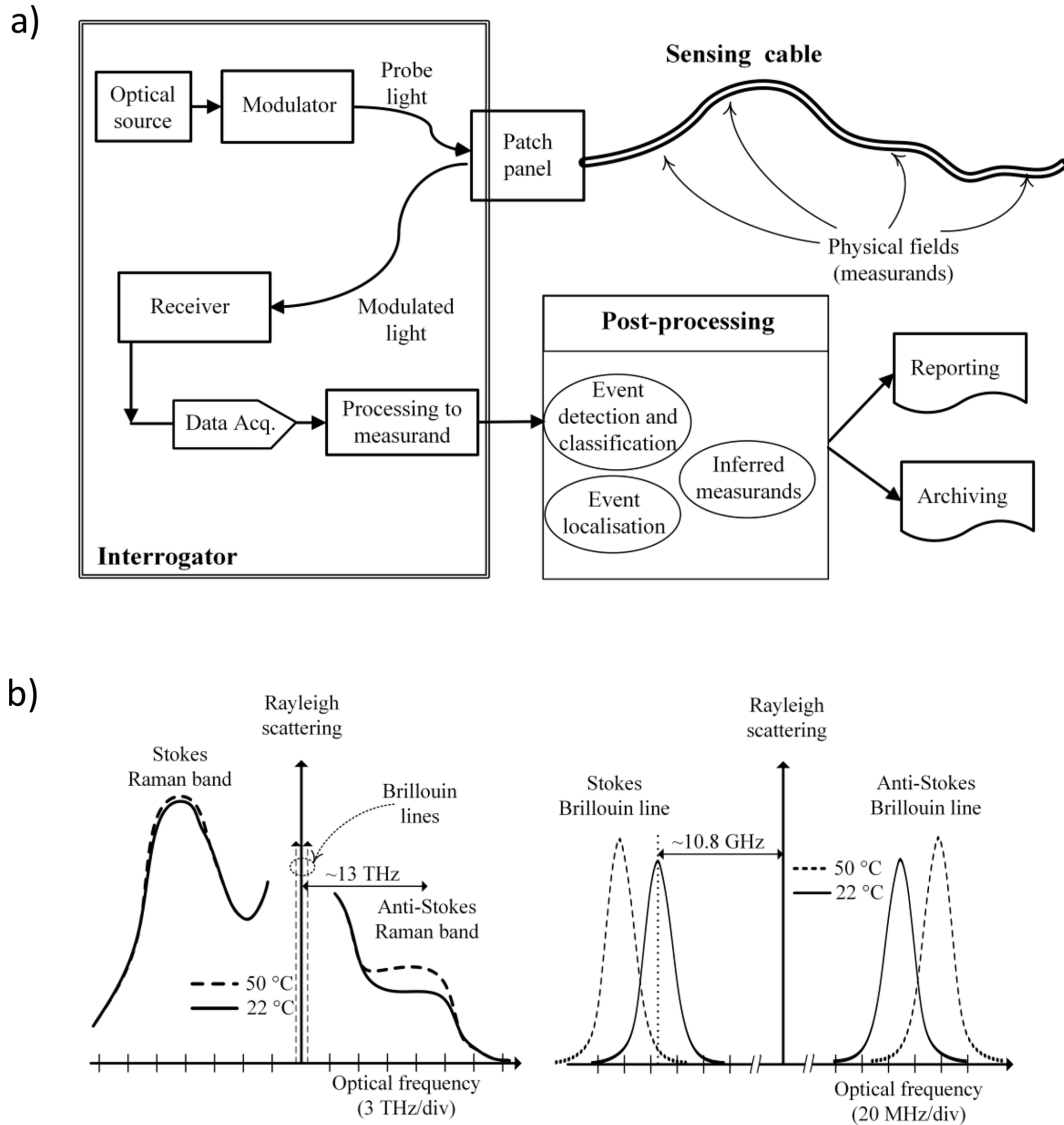 a)
Optical
source
Modulator
Probe
light
Patch
panel
Sensing cable
Physical fields
(measurands)
Receiver
Modulated
light
Data Acq.
Processing to
measurand
Interrogator
Post-processing
Event
detection and
classification
Inferred
measurands
Event
localisation
Reporting
Archiving
b)
Rayleigh
scattering
Stokes
Raman band
Brillouin
lines
~13 THz
Anti-Stokes
Raman band
50 °C
22 °C
Optical frequency
(3 THz/div)
Rayleigh
scattering
Stokes
Brillouin line
Anti-Stokes
Brillouin line
~10.8 GHz
50 °C
22 °C
Optical frequency
(20 MHz/div)